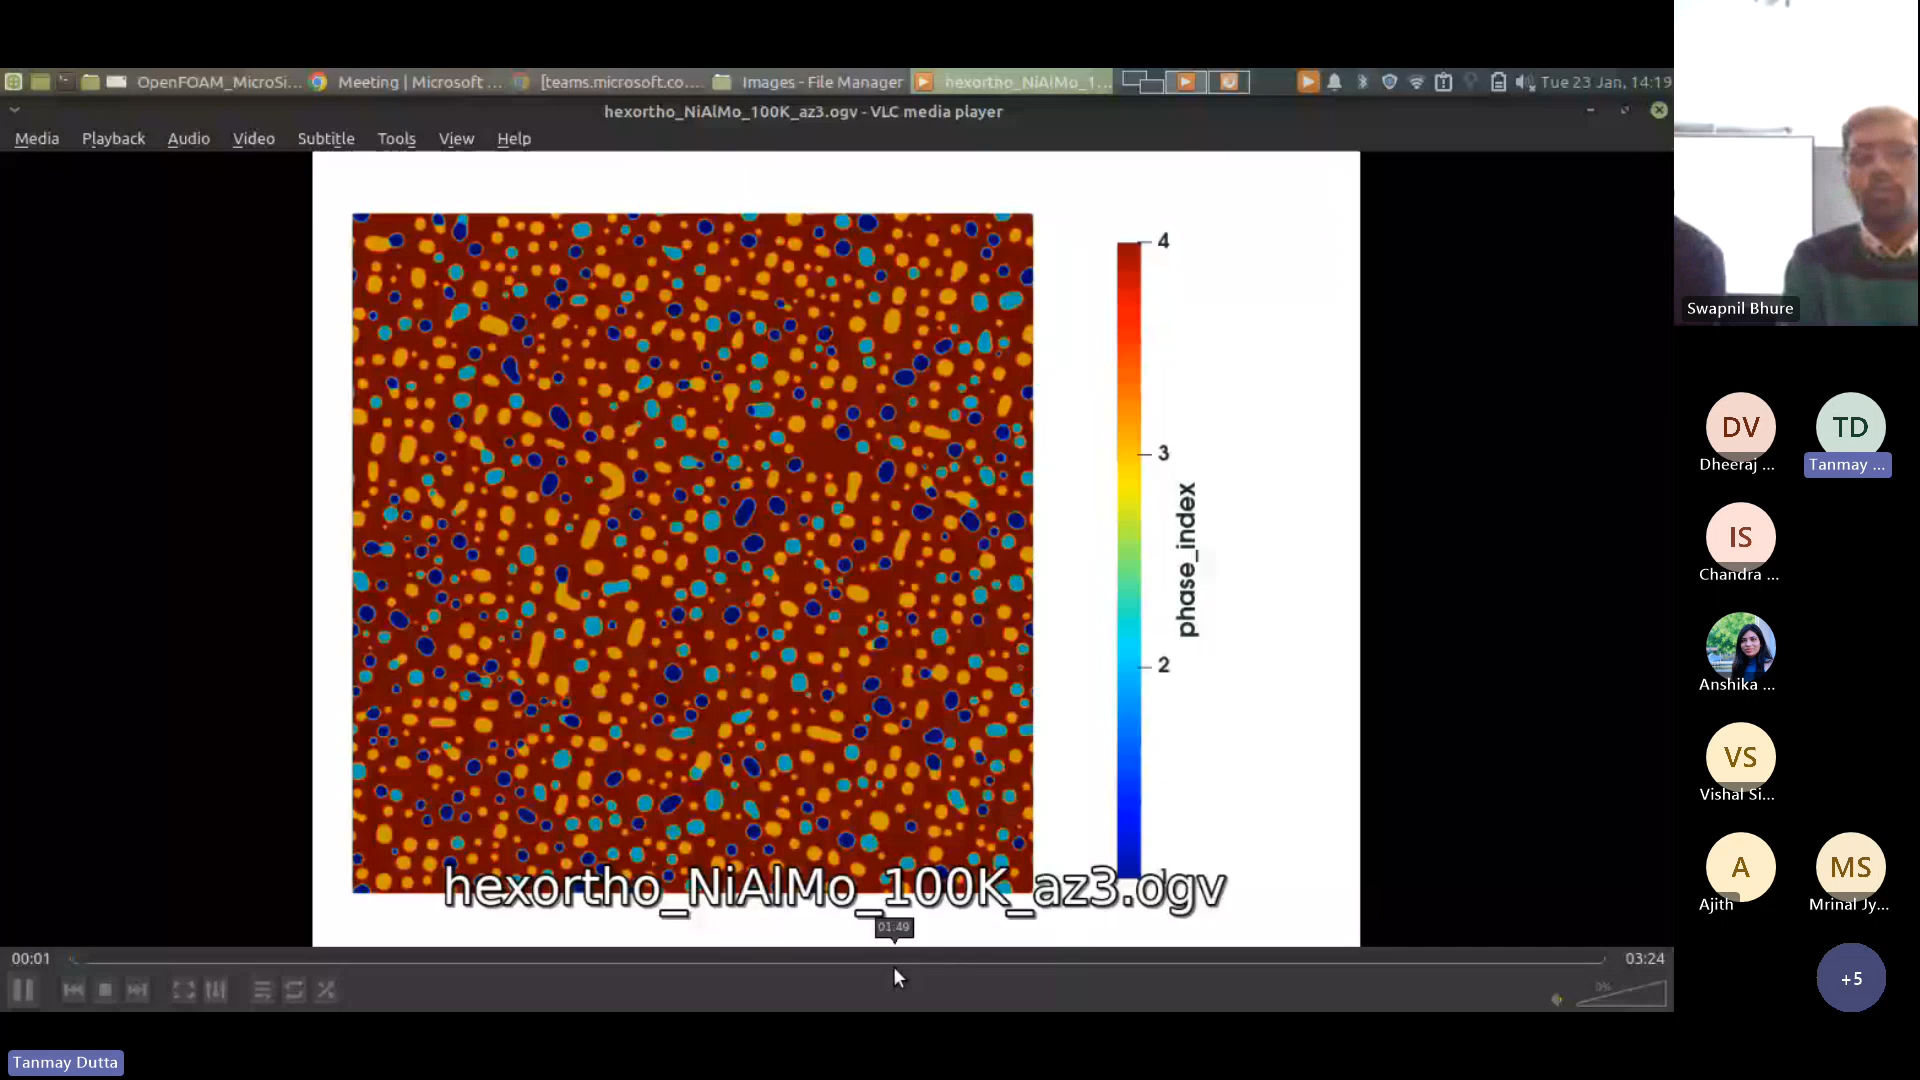 OpenFOAM_MicroSi... Meeting | Microsoft ... [teams.microsoft.co.... Images - File Manager hexortho_NiAlMo_1... Tue 23 Jan, 14:19
hexortho_NiAlMo_100K_az3.ogv - VLC media player
Media Playback Audio Video Subtitle Tools View Help
4
3
2
phase_index
hexortho_NiAlMo_100K_az3.ogv
01:49
00:01
03:24
0%
Tanmay Dutta
Swapnil Bhure
DV
Dheeraj ...
TD
Tanmay ...
IS
Chandra ...
Anshika ...
VS
Vishal Si...
A
Ajith
MS
Mrinal Jy...
+5